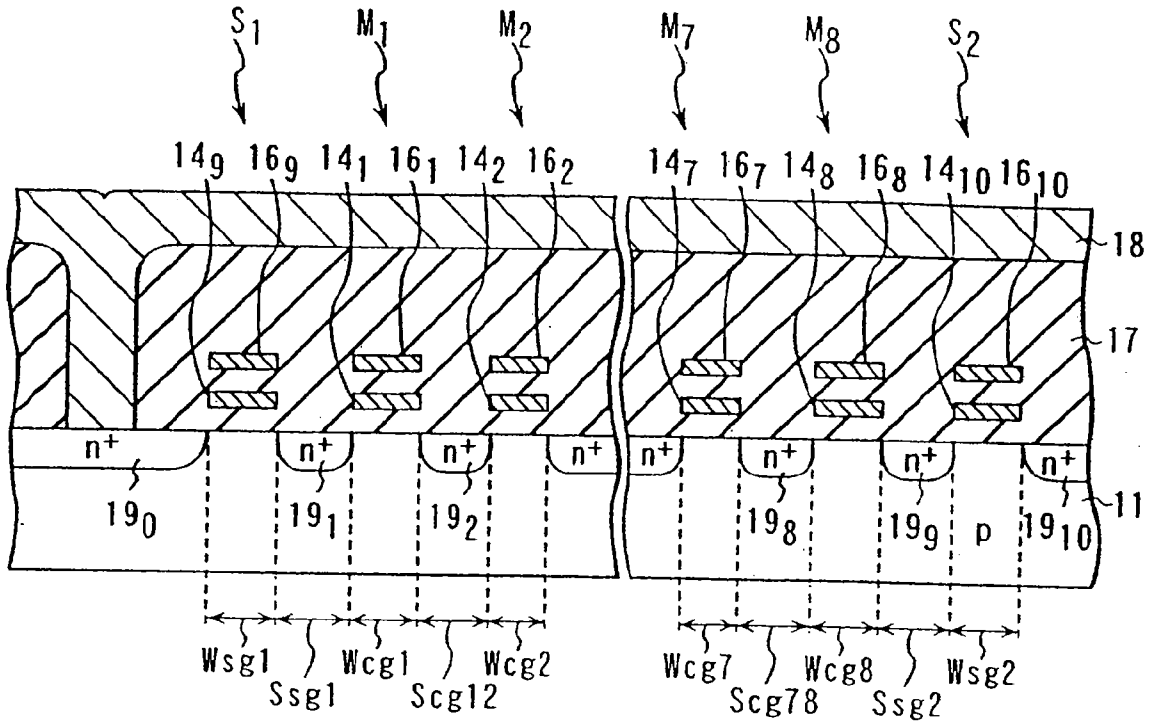 S1 M1 M2 M7 M8 S2
149 169 141 161 142 162 147 167 148 168 1410 1610
18
17
n+ n+ n+ n+ n+ n+ n+ n+
190 191 192 198 199 p 1910 11
Wsg1 Wcg1 Wcg2 Wcg7 Wcg8 Wsg2
Ssg1 Scg12 Scg78 Ssg2